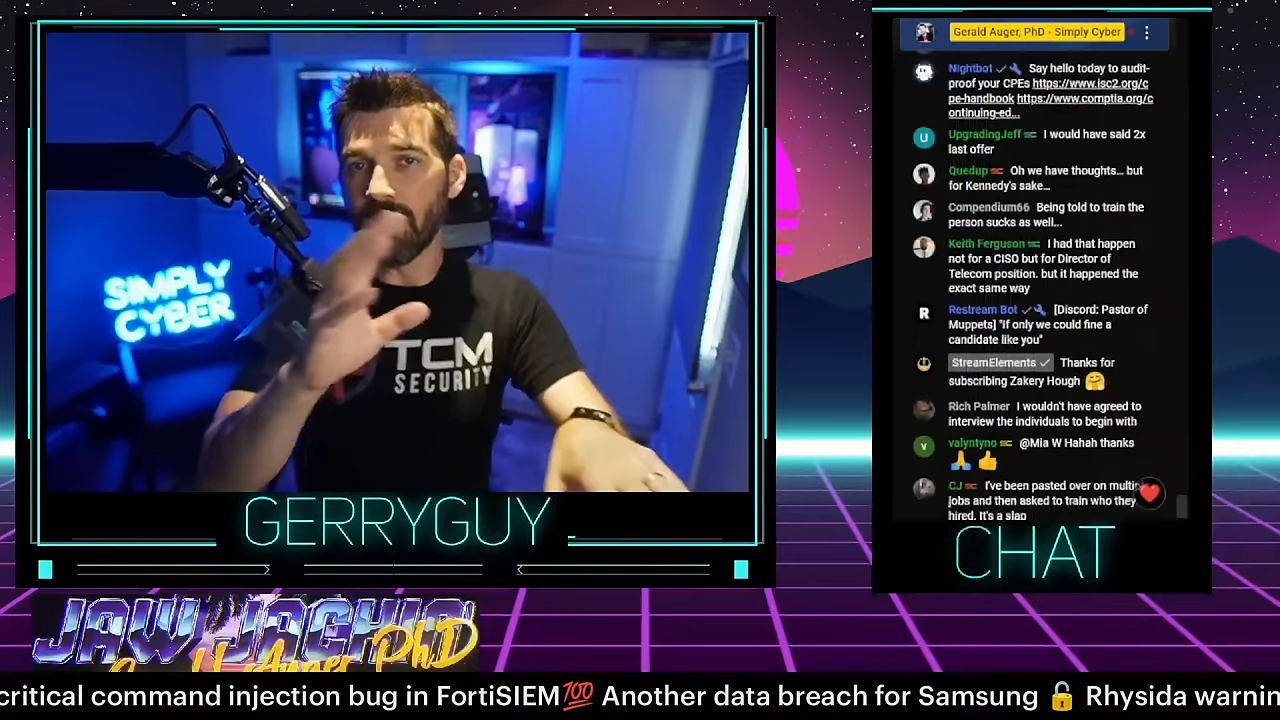 SIMPLY
CYBER
TCM
SECURITY
GERRYGUY
JAW JACKIN
PhD
Gerald Auger, PhD - Simply Cyber
Nightbot Say hello today to audit-
proof your CPEs https://www.isc2.org/c
pe-handbook https://www.comptia.org/c
ontinuing-ed...
UpgradingJeff I would have said 2x
last offer
Quedup Oh we have thoughts... but
for Kennedy's sake...
Compendium66 Being told to train the
person sucks as well...
Keith Ferguson I had that happen
not for a CISO but for Director of
Telecom position. but it happened the
exact same way
R
Restream Bot [Discord: Pastor of
Muppets] "If only we could fine a
candidate like you"
StreamElements Thanks for
subscribing Zakery Hough 🤗
Rich Palmer I wouldn't have agreed to
interview the individuals to begin with
V
valyntyno @Mia W Hahah thanks
🙏 👍
CJ I've been pasted over on multip
jobs and then asked to train who they
hired. It's a slap
U
CHAT
critical command injection bug in FortiSIEM💯 Another data breach for Samsung 🔓 Rhysida warnin